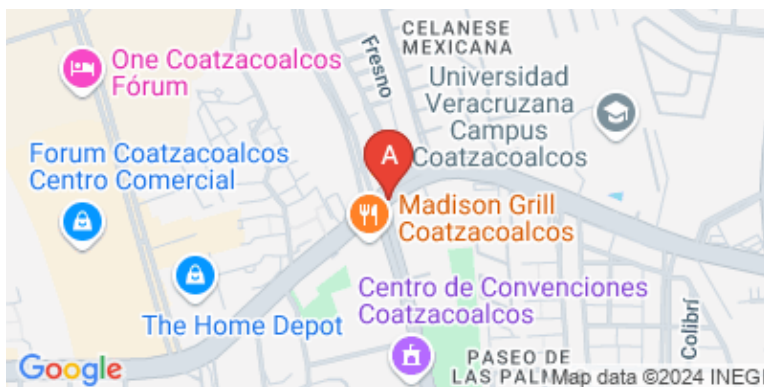 CELANESE
MEXICANA
Fresno
One Coatzacoalcos
Fórum
Universidad
Veracruzana
Campus
Coatzacoalcos
A
Forum Coatzacoalcos
Centro Comercial
Madison Grill
Coatzacoalcos
Centro de Convenciones
Coatzacoalcos
The Home Depot
Colibrí
PASEO DE
LAS PALM
Google
Map data ©2024 INEGI